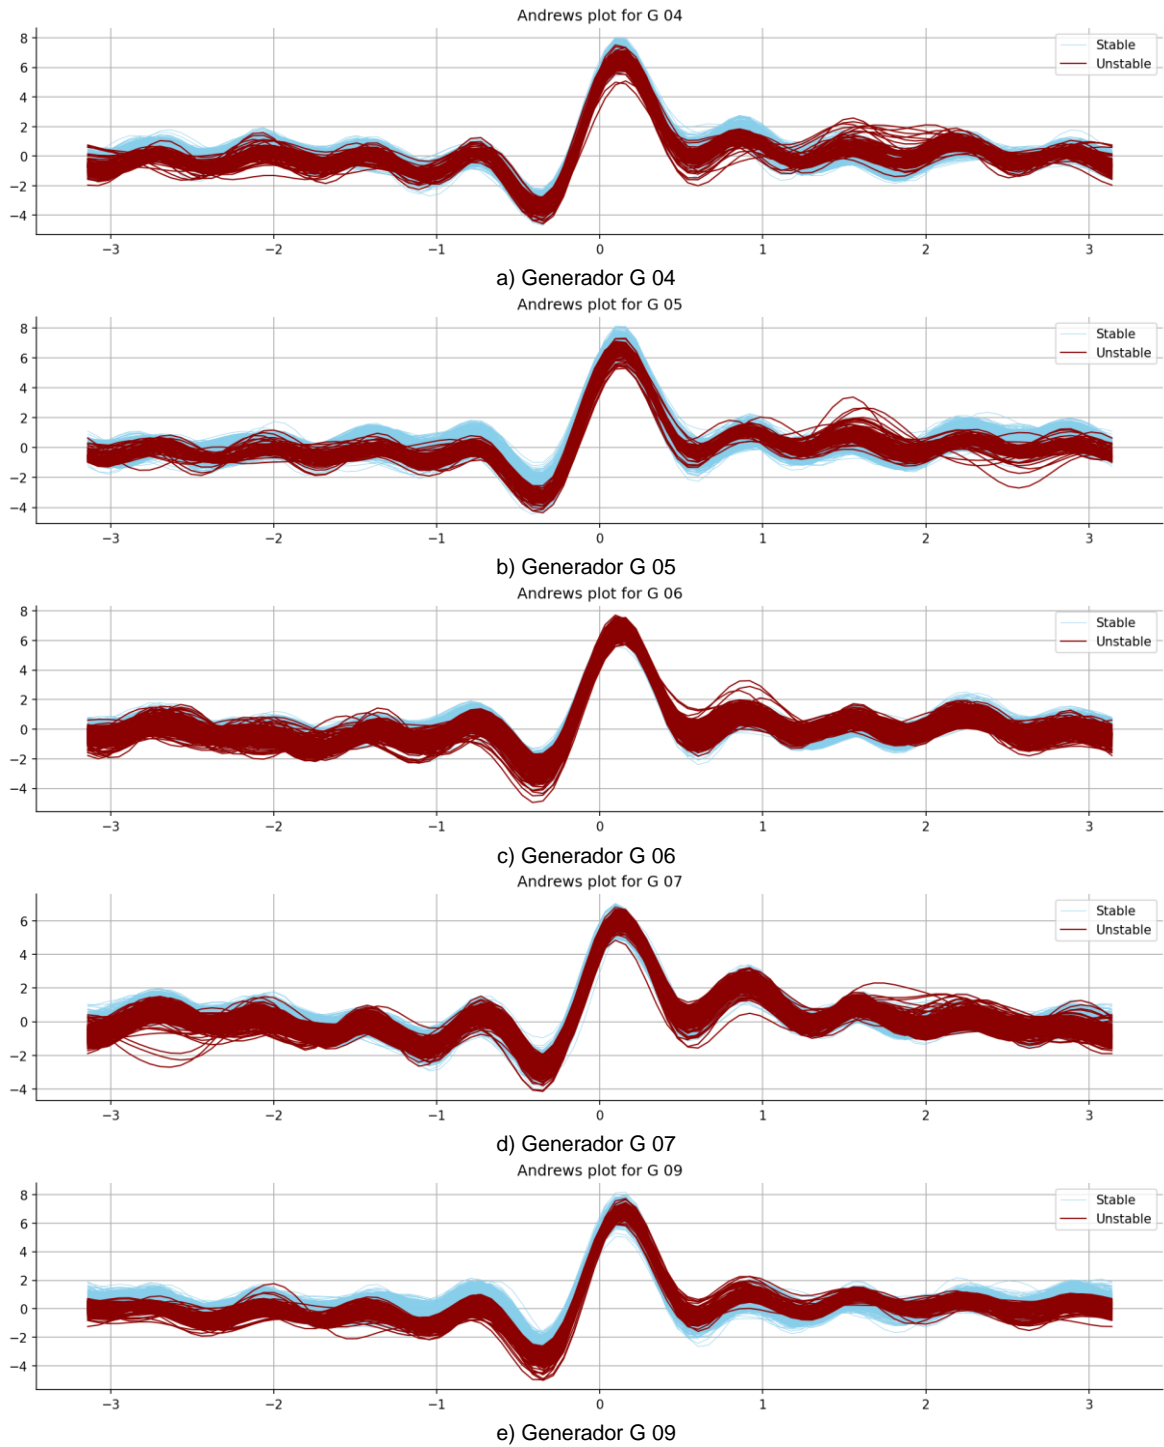 Andrews plot for G 04
8
Stable
Unstable
6
4
2
0
−2
−4
−3 −2 −1 0 1 2 3
a) Generador G 04
Andrews plot for G 05
8
Stable
Unstable
6
4
2
0
−2
−4
−3 −2 −1 0 1 2 3
b) Generador G 05
Andrews plot for G 06
8
Stable
Unstable
6
4
2
0
−2
−4
−3 −2 −1 0 1 2 3
c) Generador G 06
Andrews plot for G 07
Stable
Unstable
6
4
2
0
−2
−4
−3 −2 −1 0 1 2 3
d) Generador G 07
Andrews plot for G 09
8
Stable
Unstable
6
4
2
0
−2
−4
−3 −2 −1 0 1 2 3
e) Generador G 09